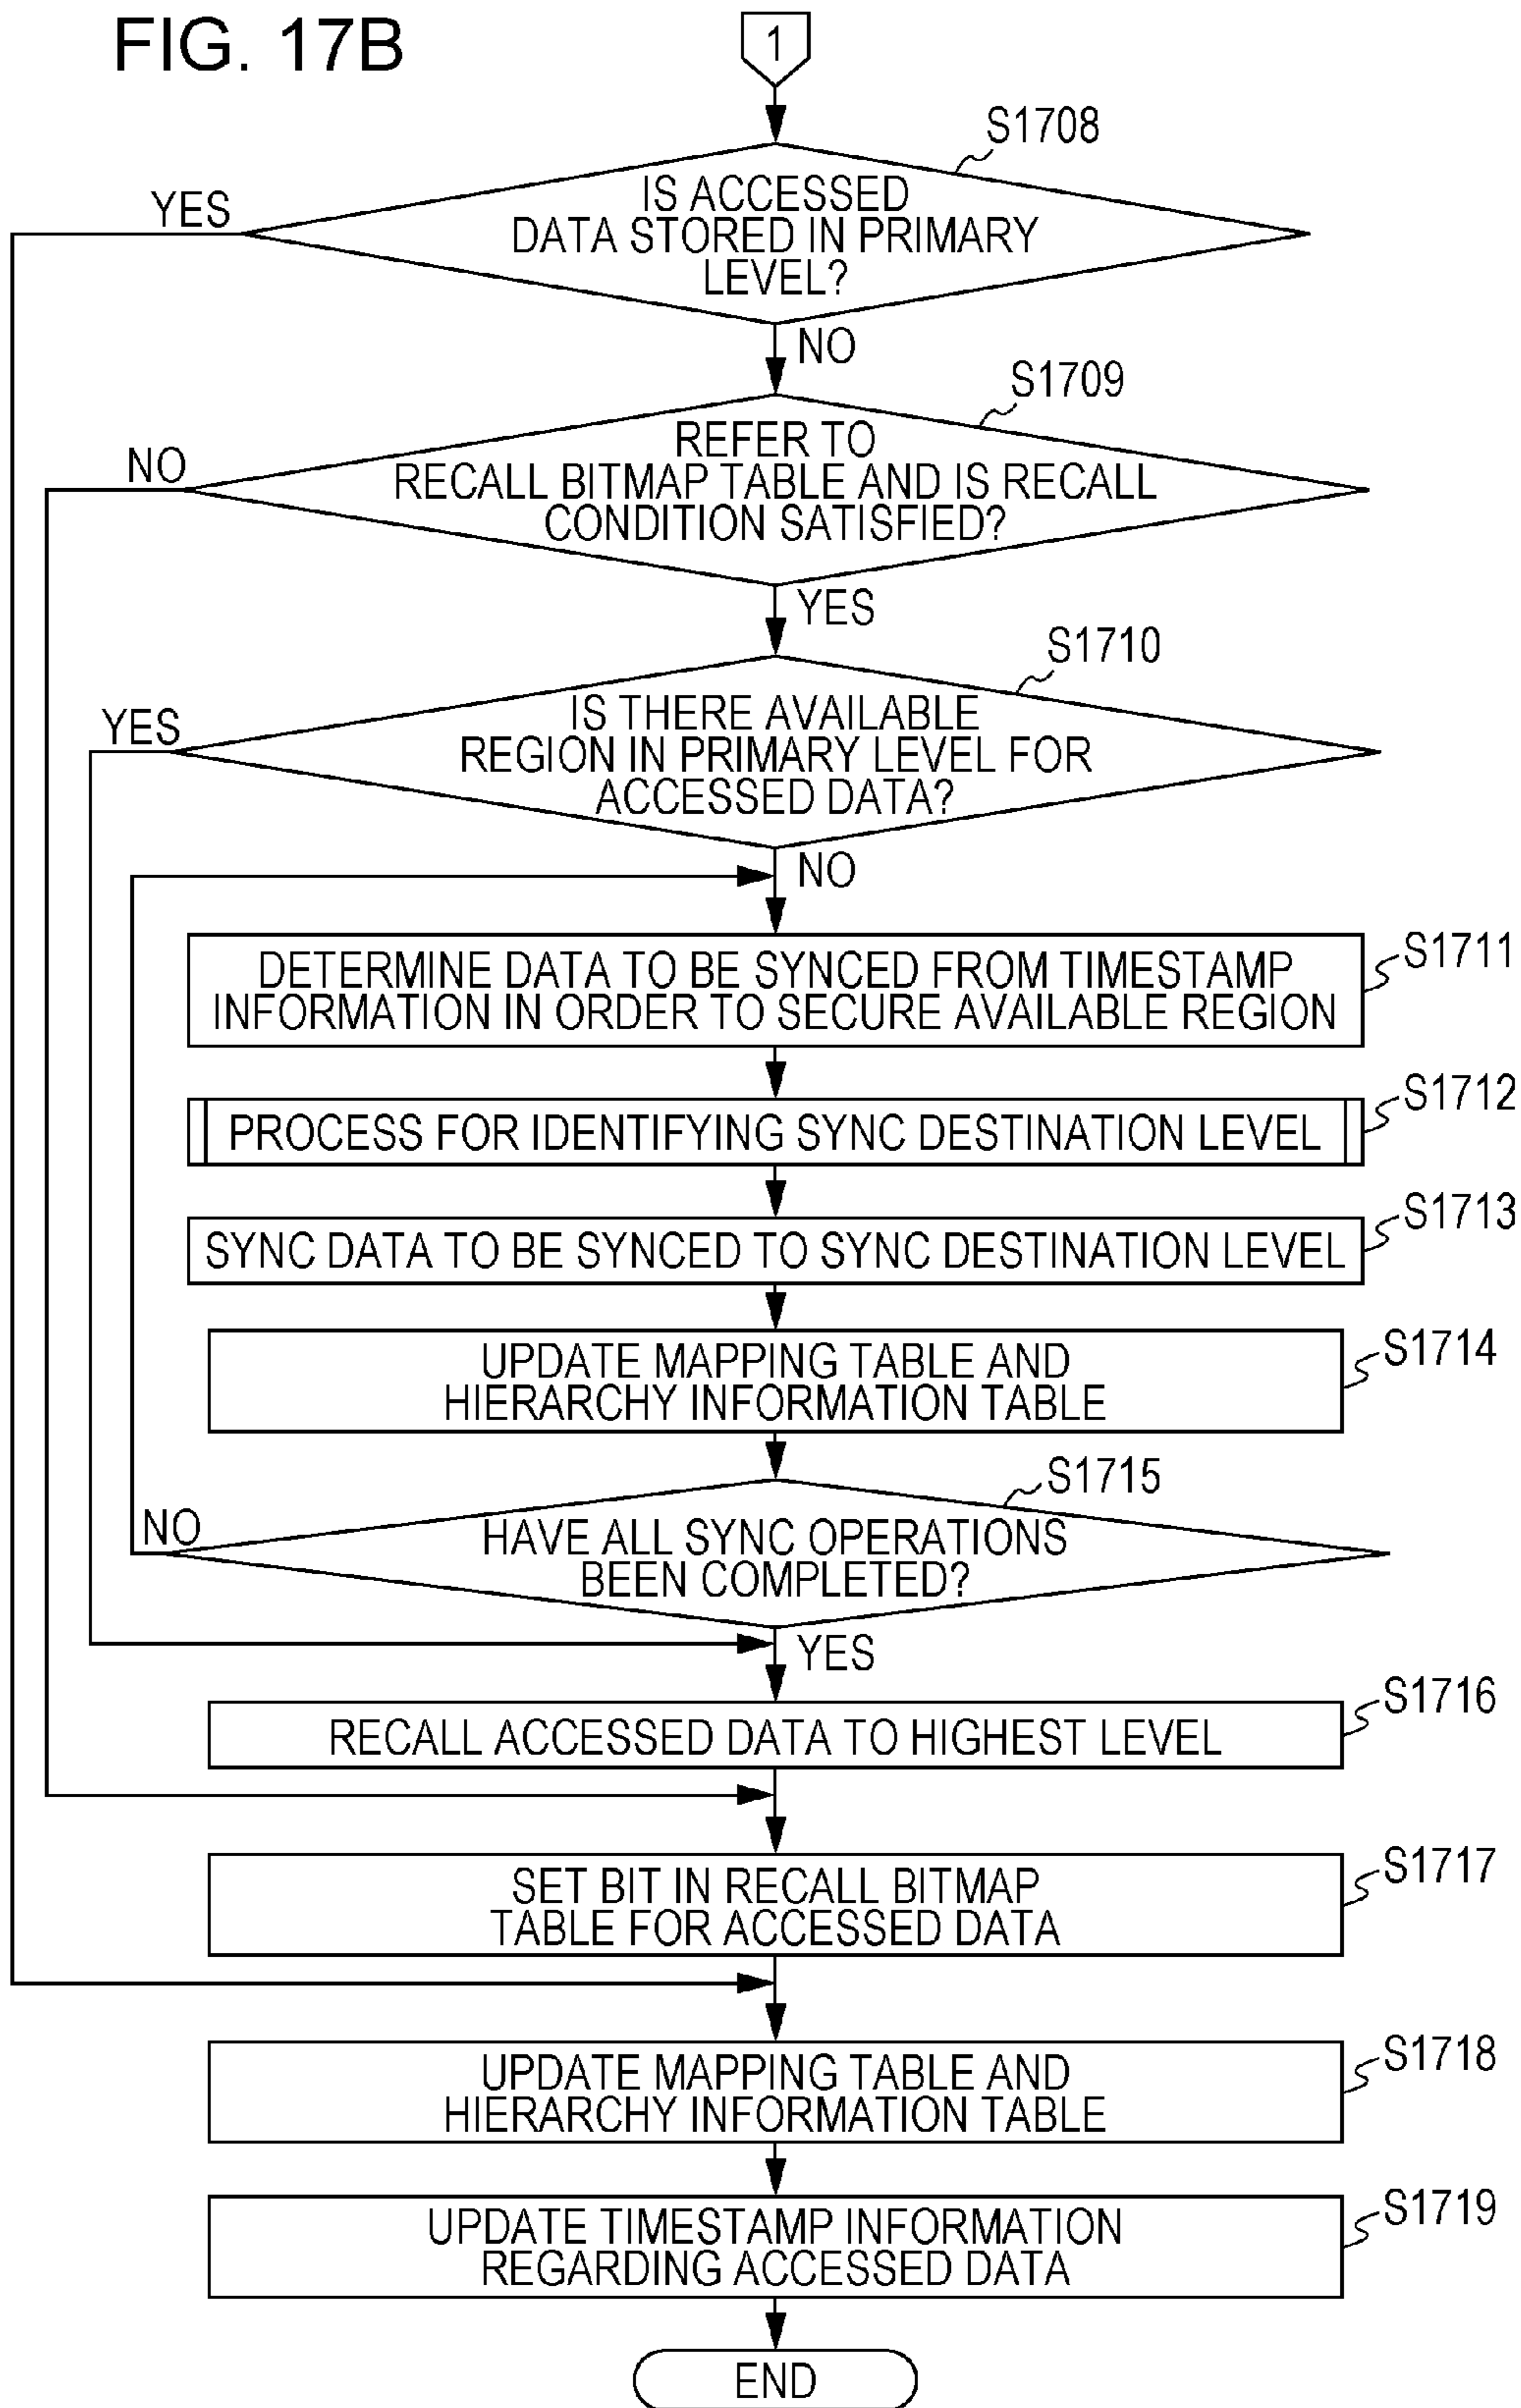 FIG. 17B
1
S1708
IS ACCESSED
DATA STORED IN PRIMARY
LEVEL?
YES
NO
S1709
REFER TO
RECALL BITMAP TABLE AND IS RECALL
CONDITION SATISFIED?
NO
YES
S1710
IS THERE AVAILABLE
REGION IN PRIMARY LEVEL FOR
ACCESSED DATA?
YES
NO
DETERMINE DATA TO BE SYNCED FROM TIMESTAMP
INFORMATION IN ORDER TO SECURE AVAILABLE REGION
S1711
PROCESS FOR IDENTIFYING SYNC DESTINATION LEVEL
S1712
SYNC DATA TO BE SYNCED TO SYNC DESTINATION LEVEL
S1713
UPDATE MAPPING TABLE AND
HIERARCHY INFORMATION TABLE
S1714
S1715
HAVE ALL SYNC OPERATIONS
BEEN COMPLETED?
NO
YES
RECALL ACCESSED DATA TO HIGHEST LEVEL
S1716
SET BIT IN RECALL BITMAP
TABLE FOR ACCESSED DATA
S1717
UPDATE MAPPING TABLE AND
HIERARCHY INFORMATION TABLE
S1718
UPDATE TIMESTAMP INFORMATION
REGARDING ACCESSED DATA
S1719
END